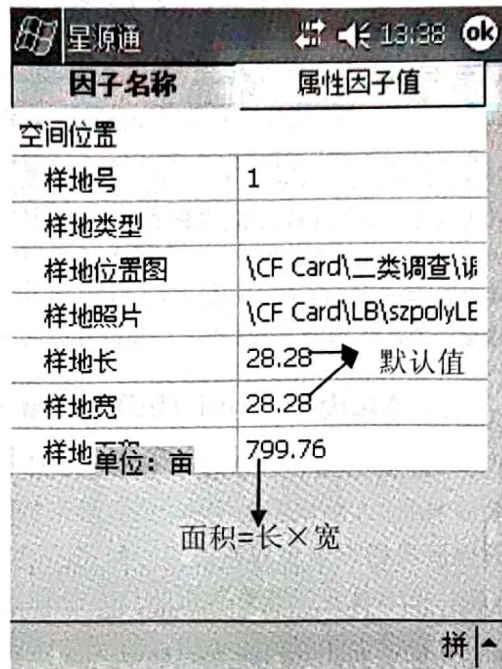 星源通 13:38 ok
因子名称 属性因子值
空间位置
样地号 1
样地类型
样地位置图 \CF Card\二类调查\调
样地照片 \CF Card\LB\szpolyLE
样地长 28.28 默认值
样地宽 28.28
样地 799.76
单位：亩
面积=长×宽
拼